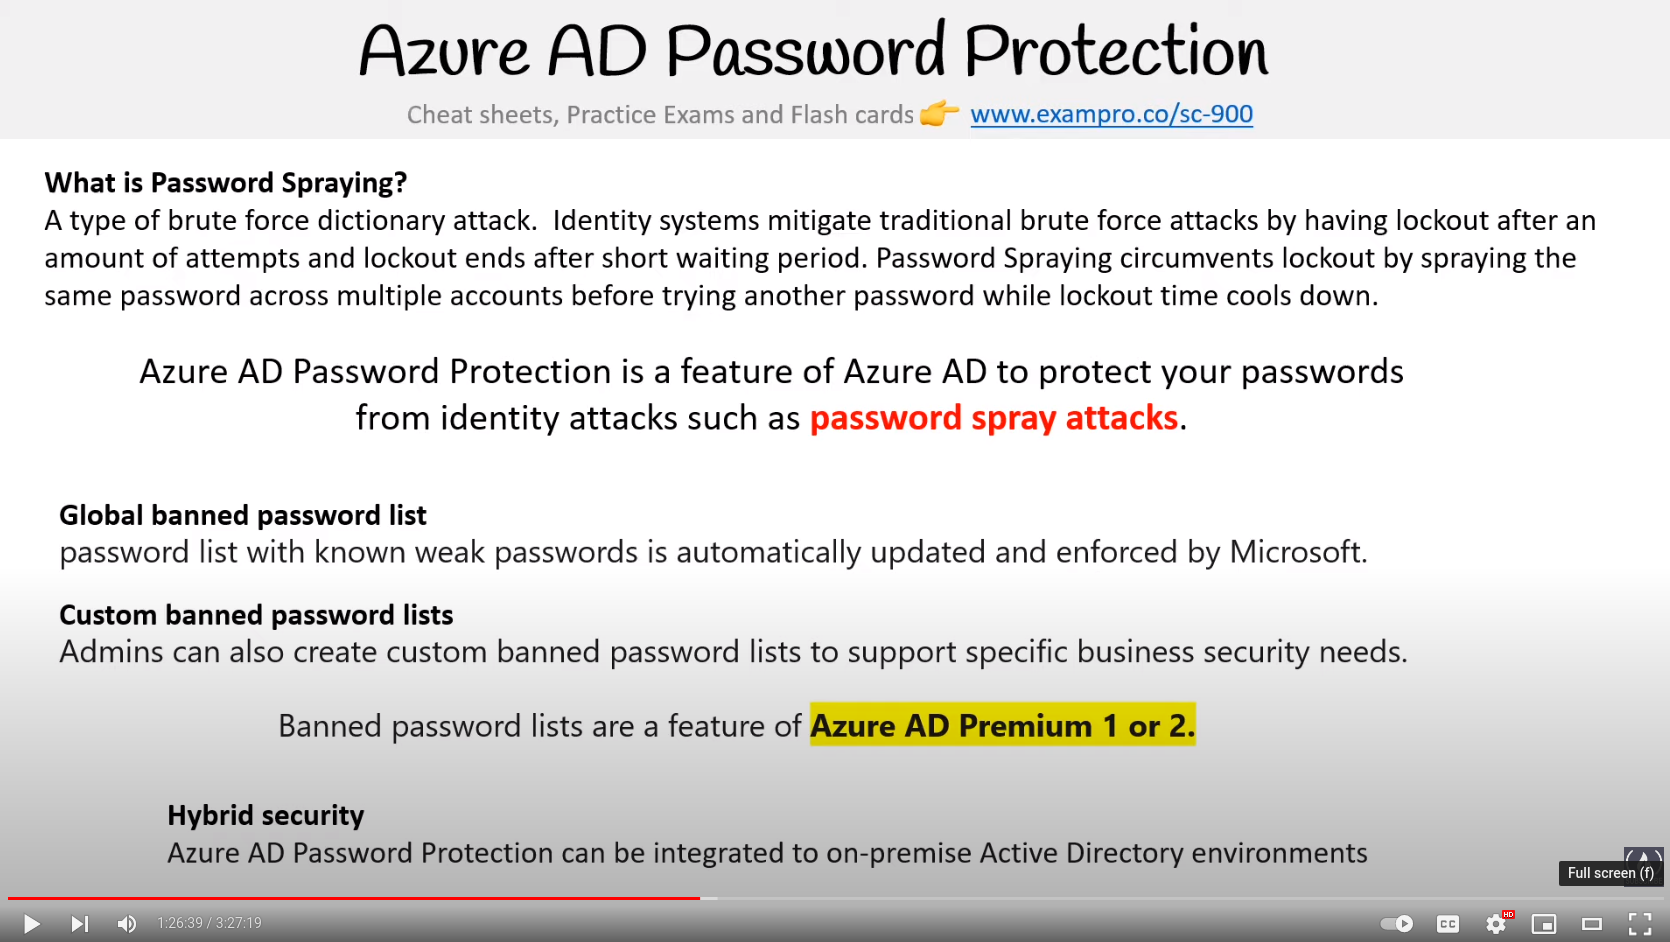 Azure AD Password Protection
Cheat sheets, Practice Exams and Flash cards 👉 www.exampro.co/sc-900
What is Password Spraying?
A type of brute force dictionary attack.  Identity systems mitigate traditional brute force attacks by having lockout after an
amount of attempts and lockout ends after short waiting period. Password Spraying circumvents lockout by spraying the
same password across multiple accounts before trying another password while lockout time cools down.
Azure AD Password Protection is a feature of Azure AD to protect your passwords
from identity attacks such as password spray attacks.
Global banned password list
password list with known weak passwords is automatically updated and enforced by Microsoft.
Custom banned password lists
Admins can also create custom banned password lists to support specific business security needs.
Banned password lists are a feature of Azure AD Premium 1 or 2.
Hybrid security
Azure AD Password Protection can be integrated to on-premise Active Directory environments
Full screen (f)
1:26:39 / 3:27:19
CC
HD